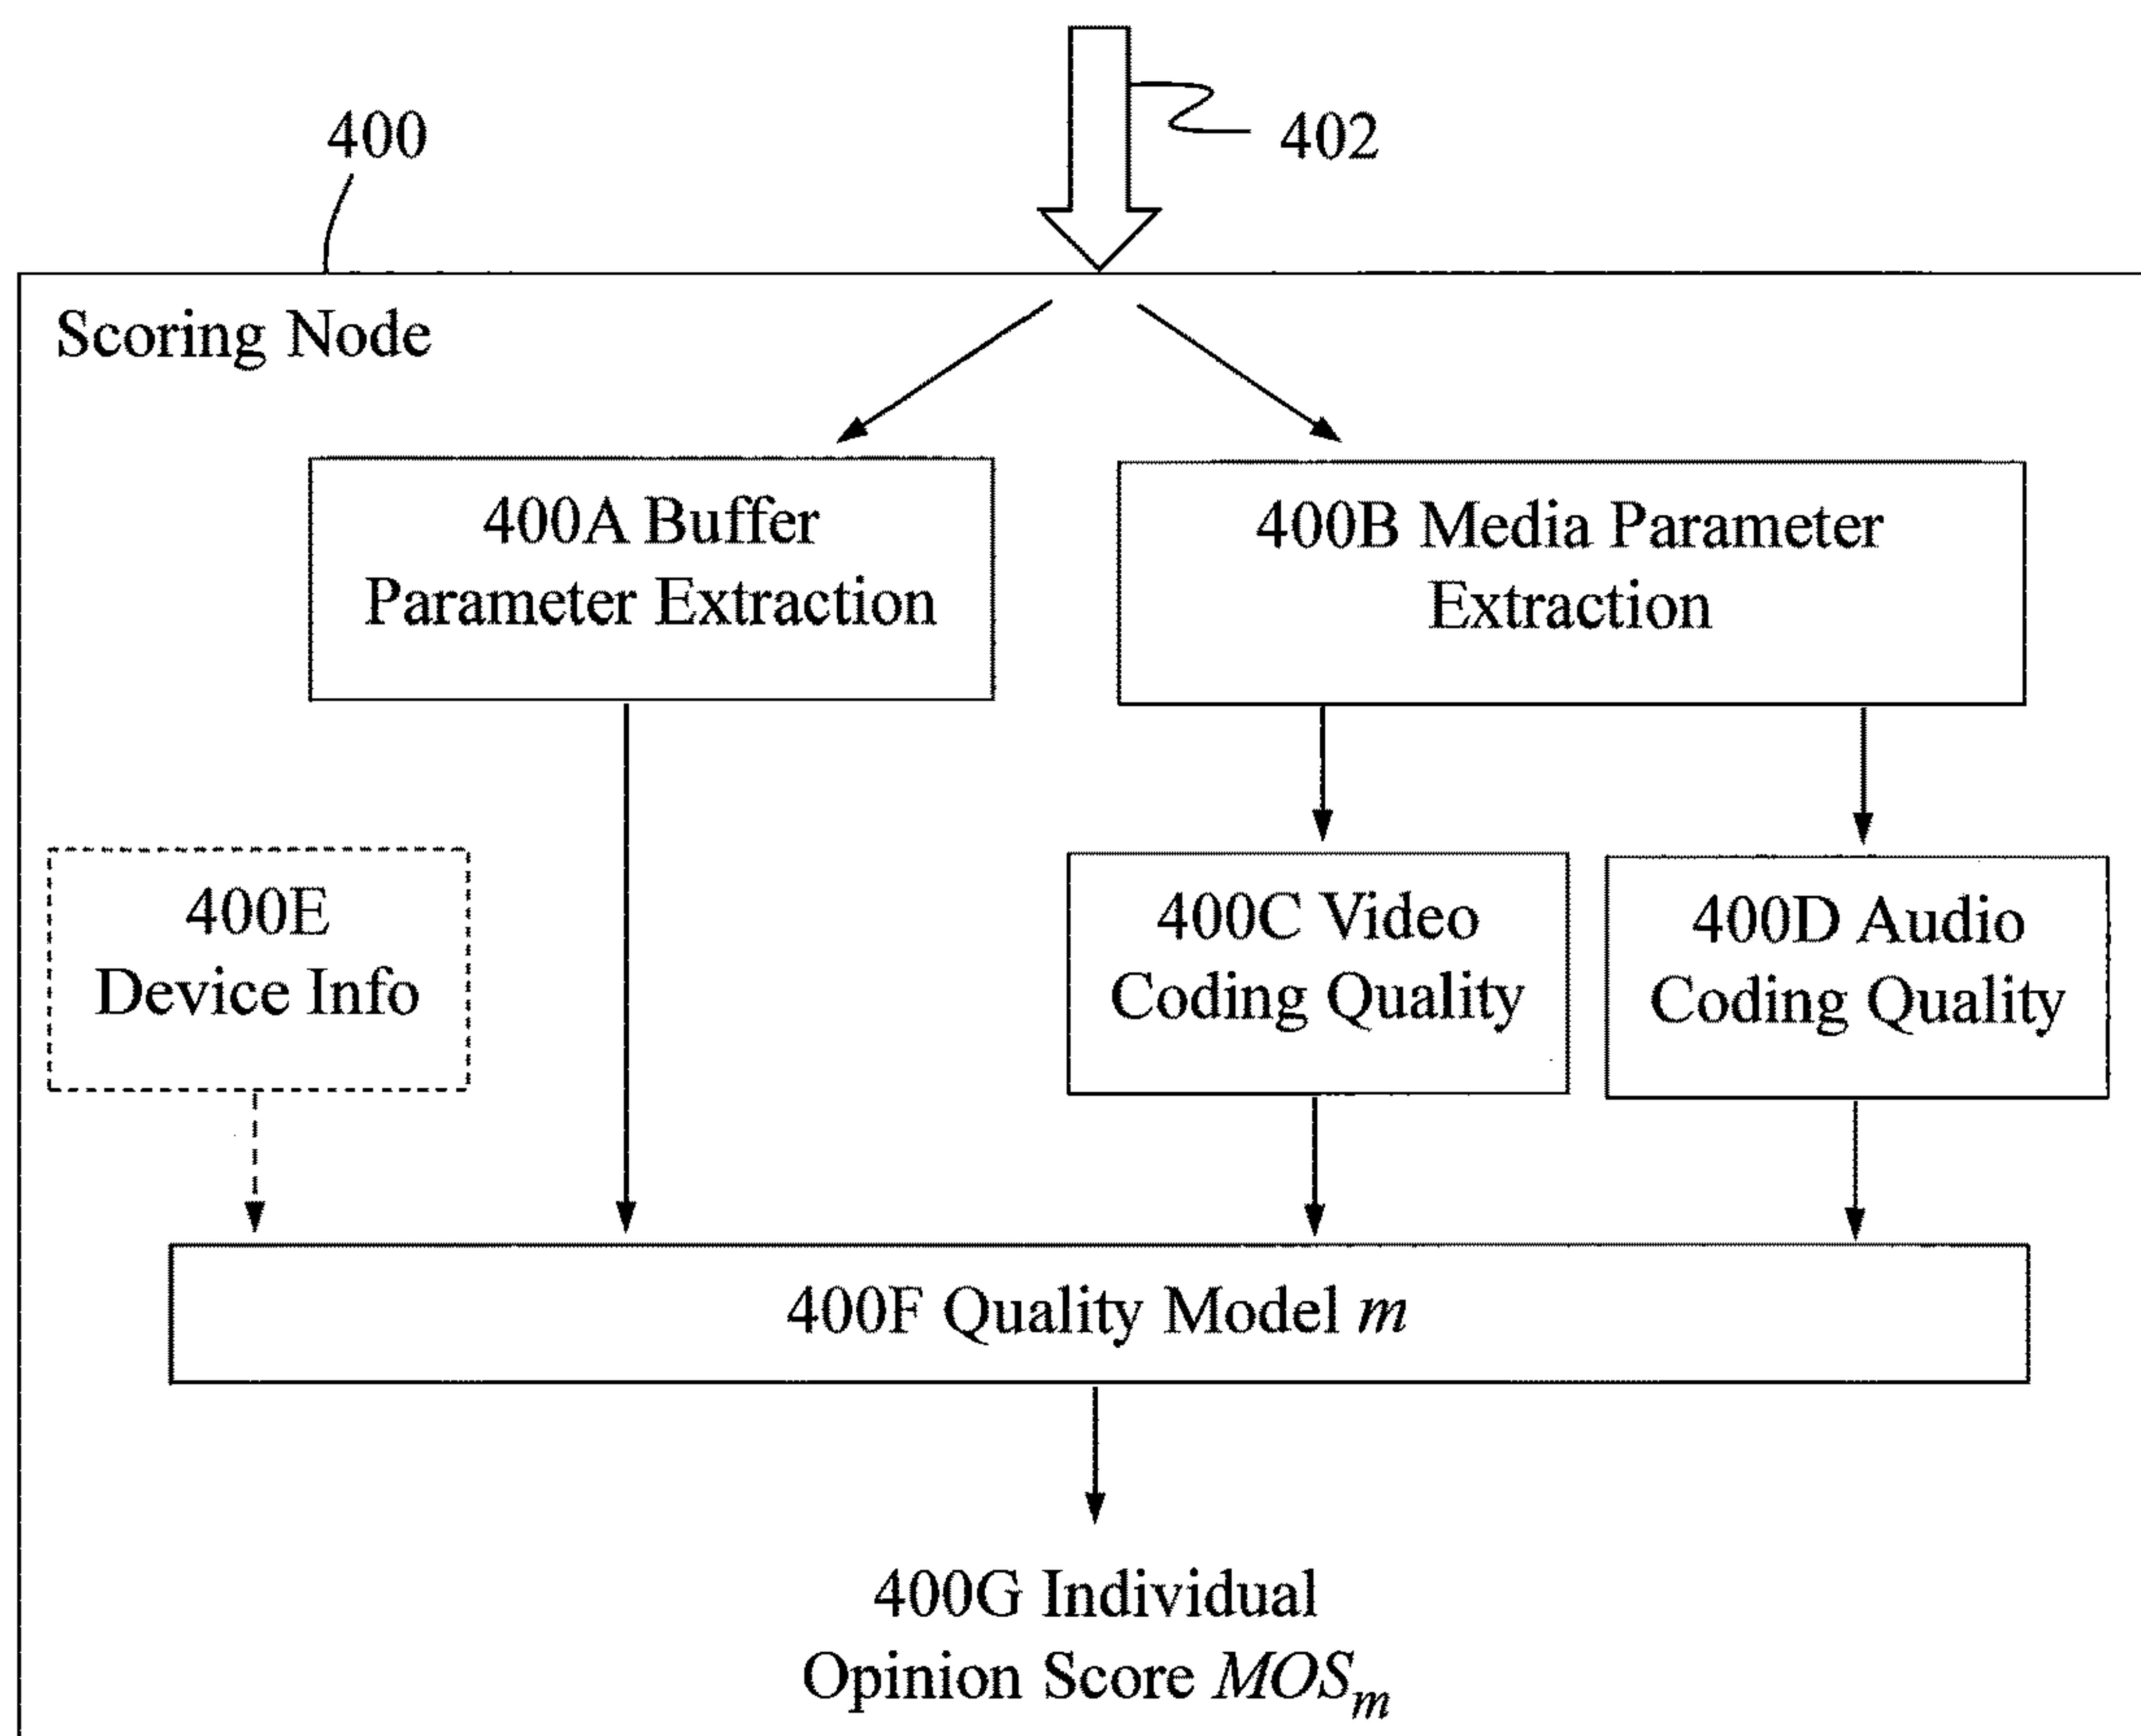 400
402
Scoring Node
400A Buffer
Parameter Extraction
400B Media Parameter
Extraction
400E
Device Info
400C Video
Coding Quality
400D Audio
Coding Quality
400F Quality Model m
400G Individual
Opinion Score MOSm